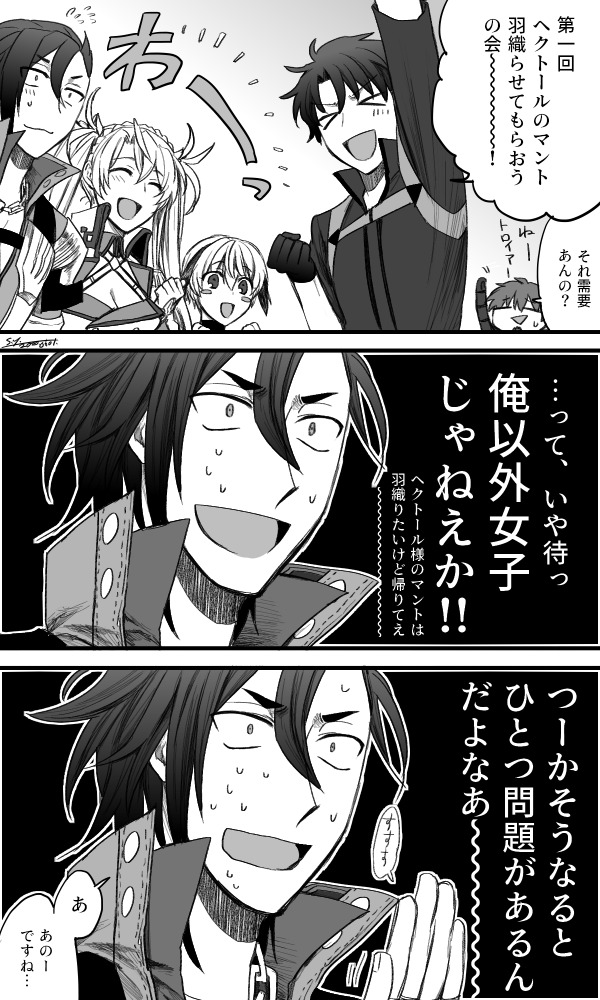 第一回
ヘクトールのマント
羽織らせてもらおう
の会〜〜〜〜！
わ〜っ
ねー
トロイアー！
それ需要
あんの？
…って、いや待っ
俺以外女子
じゃねえか!!
ヘクトール様のマントは
羽織りたいけど帰りてえ〜〜〜〜
つーかそうなると
ひとつ問題があるん
だよなあ〜〜〜〜
すすす
あ
あのー
ですね…